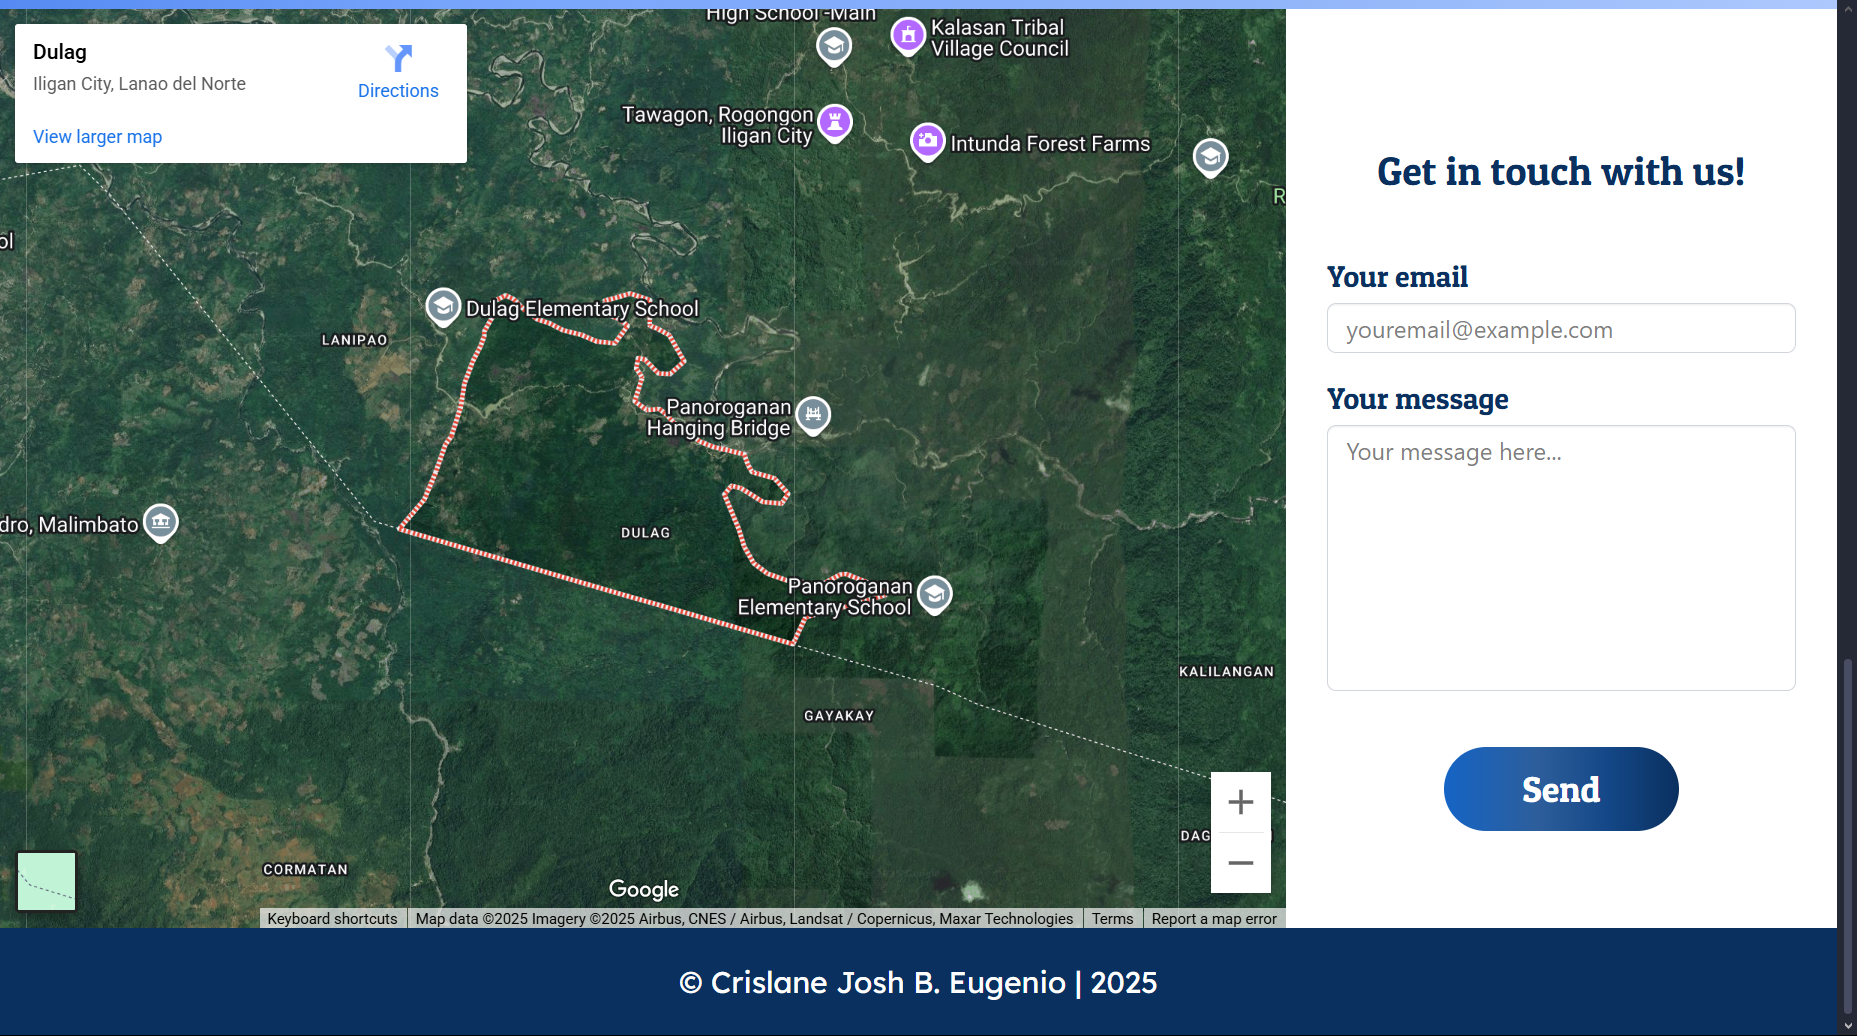 Dulag
Iligan City, Lanao del Norte
Directions
View larger map
High School -Main
Kalasan Tribal
Village Council
Tawagon, Rogongon
Iligan City
Intunda Forest Farms
Dulag Elementary School
LANIPAO
Panoroganan
Hanging Bridge
Malimbato
DULAG
Panoroganan
Elementary School
KALILANGAN
GAYAKAY
CORMATAN
Google
Keyboard shortcuts
Map data ©2025 Imagery ©2025 Airbus, CNES / Airbus, Landsat / Copernicus, Maxar Technologies
Terms
Report a map error
Get in touch with us!
Your email
youremail@example.com
Your message
Your message here...
Send
© Crislane Josh B. Eugenio | 2025